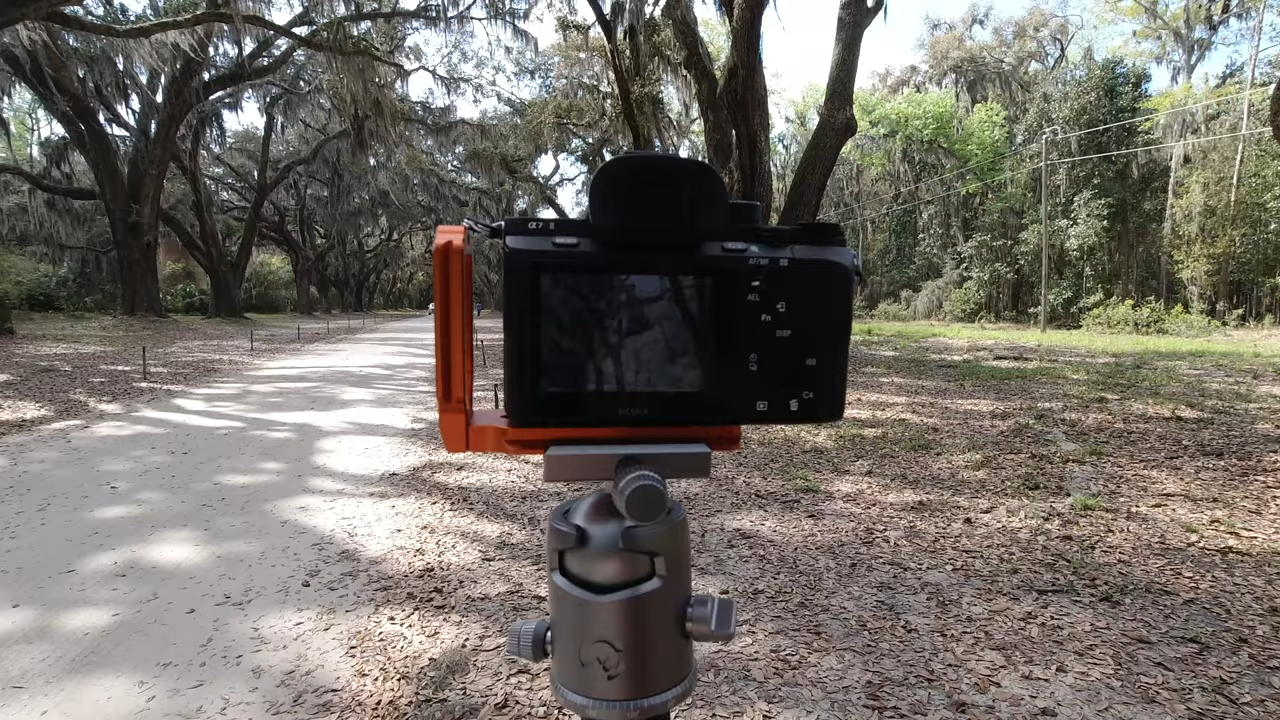 α7 II
AF/MF
AEL
Fn
DISP
ISO
C4